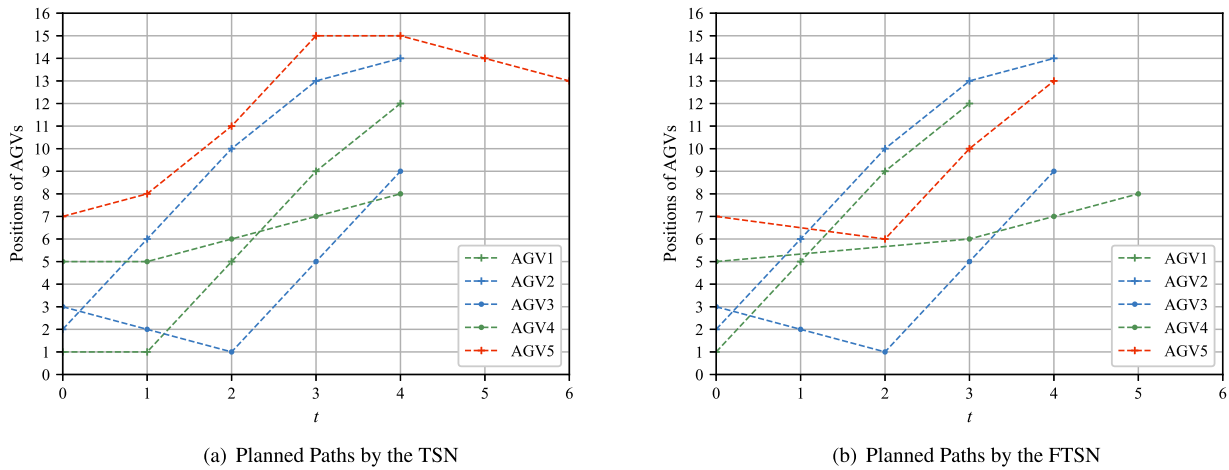 16
15
14
13
12
11
10
9
8
7
6
5
4
3
2
1
0
Positions of AGVs
AGV1
AGV2
AGV3
AGV4
AGV5
0 1 2 3 4 5 6
t
(a) Planned Paths by the TSN
16
15
14
13
12
11
10
9
8
7
6
5
4
3
2
1
0
Positions of AGVs
AGV1
AGV2
AGV3
AGV4
AGV5
0 1 2 3 4 5 6
t
(b) Planned Paths by the FTSN